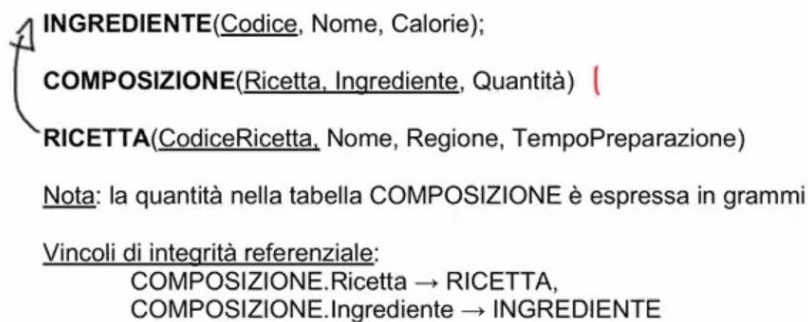 INGREDIENTE(Codice, Nome, Calorie);
COMPOSIZIONE(Ricetta, Ingrediente, Quantità)
RICETTA(CodiceRicetta, Nome, Regione, TempoPreparazione)
Nota: la quantità nella tabella COMPOSIZIONE è espressa in grammi
Vincoli di integrità referenziale:
COMPOSIZIONE.Ricetta → RICETTA,
COMPOSIZIONE.Ingrediente → INGREDIENTE